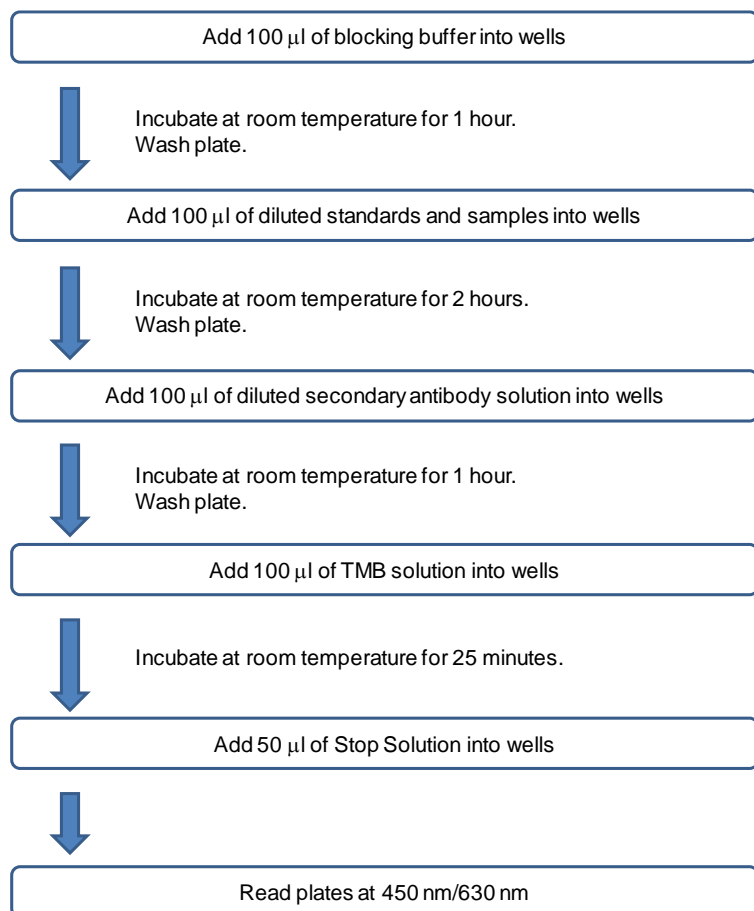 Add 100 μl of blocking buffer into wells
Incubate at room temperature for 1 hour.
Wash plate.
Add 100 μl of diluted standards and samples into wells
Incubate at room temperature for 2 hours.
Wash plate.
Add 100 μl of diluted secondary antibody solution into wells
Incubate at room temperature for 1 hour.
Wash plate.
Add 100 μl of TMB solution into wells
Incubate at room temperature for 25 minutes.
Add 50 μl of Stop Solution into wells
Read plates at 450 nm/630 nm